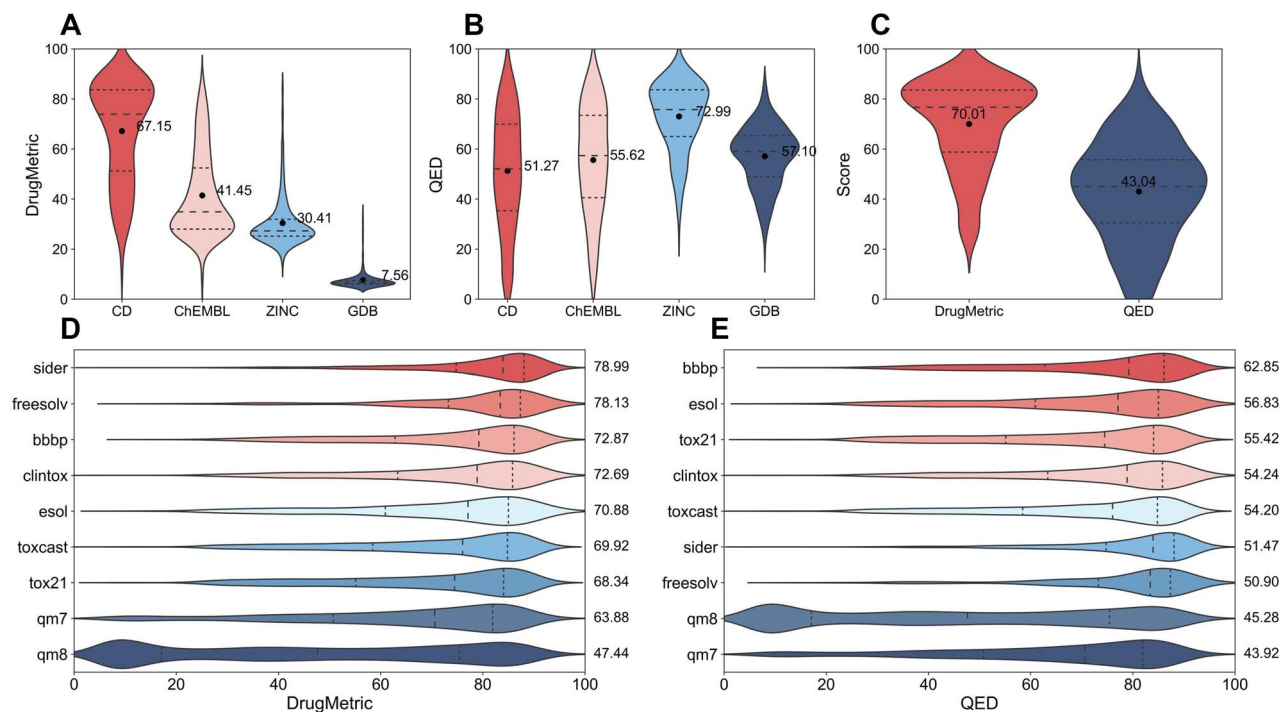 A
DrugMetric
100
80
60
40
20
0
67.15
41.45
30.41
7.56
CD
ChEMBL
ZINC
GDB
B
QED
100
80
60
40
20
0
51.27
55.62
72.99
57.10
CD
ChEMBL
ZINC
GDB
C
Score
100
80
60
40
20
0
70.01
43.04
DrugMetric
QED
D
sider 78.99
freesolv 78.13
bbbp 72.87
clintox 72.69
esol 70.88
toxcast 69.92
tox21 68.34
qm7 63.88
qm8 47.44
0 20 40 60 80 100
DrugMetric
E
bbbp 62.85
esol 56.83
tox21 55.42
clintox 54.24
toxcast 54.20
sider 51.47
freesolv 50.90
qm8 45.28
qm7 43.92
0 20 40 60 80 100
QED